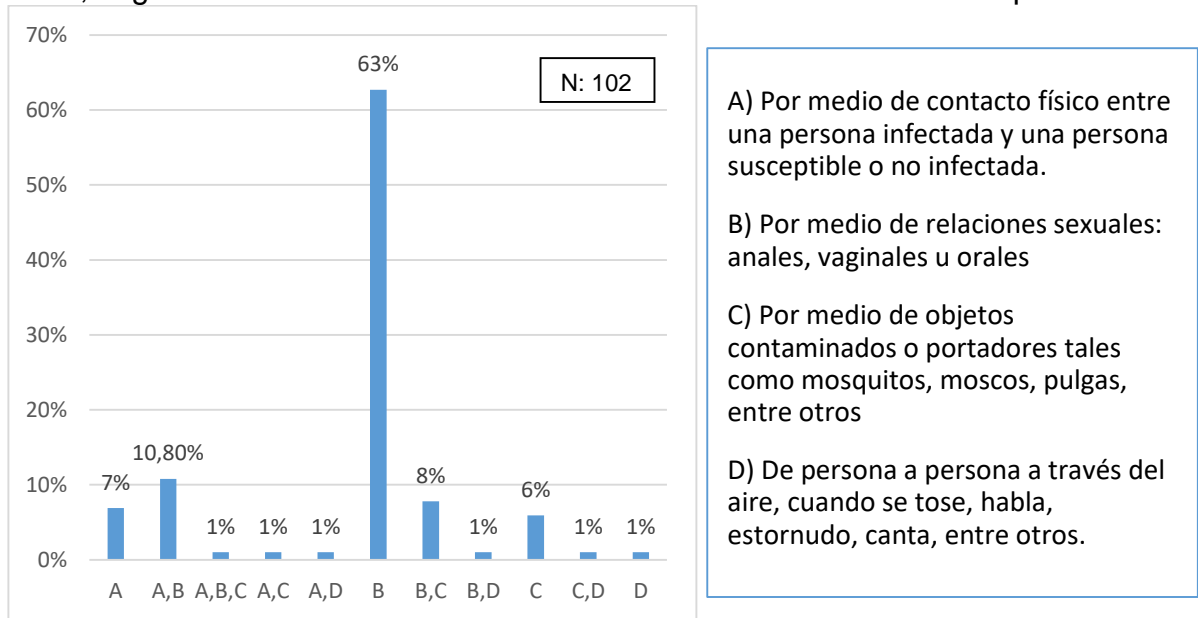 70%
63%
N: 102
60%
50%
40%
30%
20%
10,80%
10%
7%
8%
6%
1%
1%
1%
1%
1%
1%
0%
A
A,B
A,B,C
A,C
A,D
B
B,C
B,D
C
C,D
D
A) Por medio de contacto físico entre
una persona infectada y una persona
susceptible o no infectada.
B) Por medio de relaciones sexuales:
anales, vaginales u orales
C) Por medio de objetos
contaminados o portadores tales
como mosquitos, moscos, pulgas,
entre otros
D) De persona a persona a través del
aire, cuando se tose, habla,
estornudo, canta, entre otros.